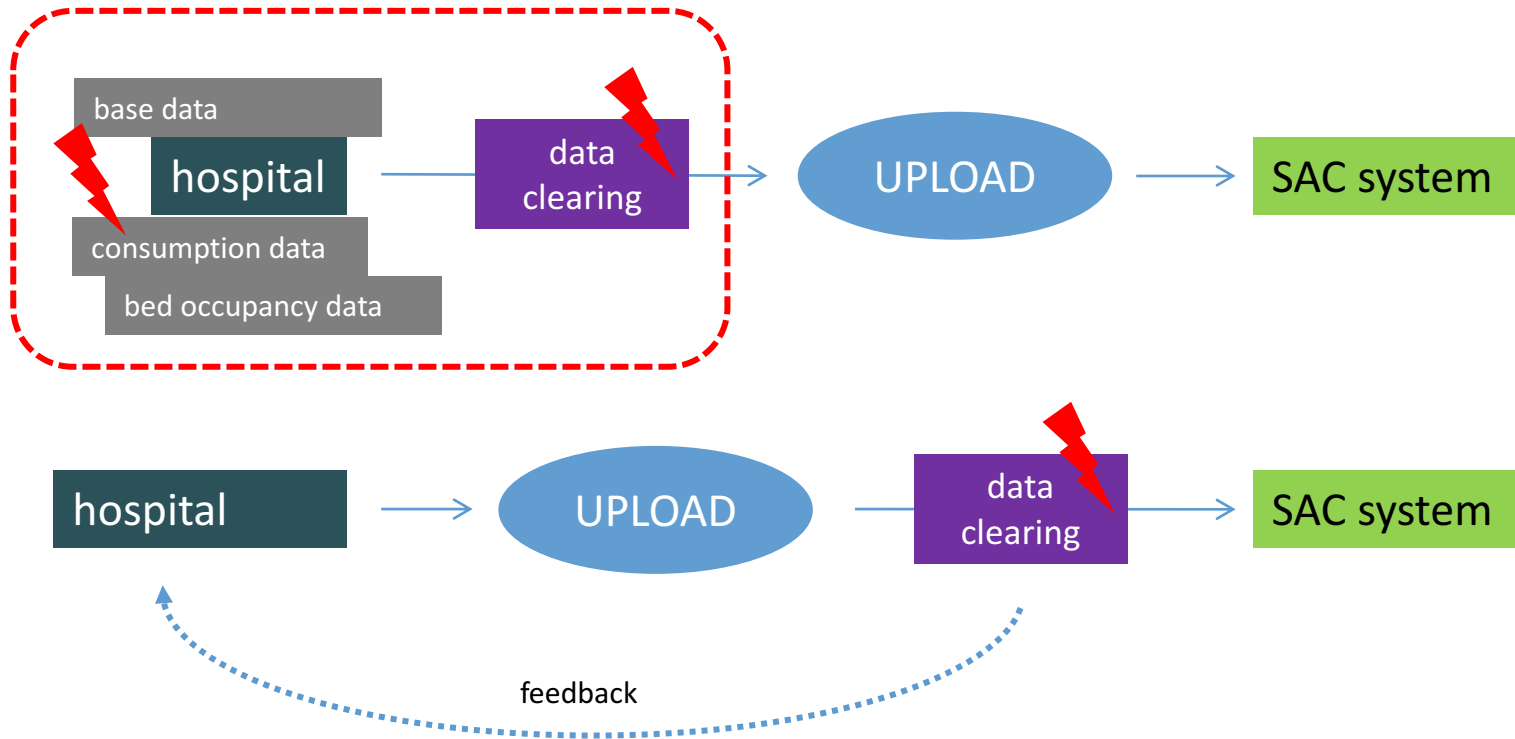 base data
hospital
consumption data
bed occupancy data
data
clearing
UPLOAD
SAC system
hospital
UPLOAD
data
clearing
SAC system
feedback